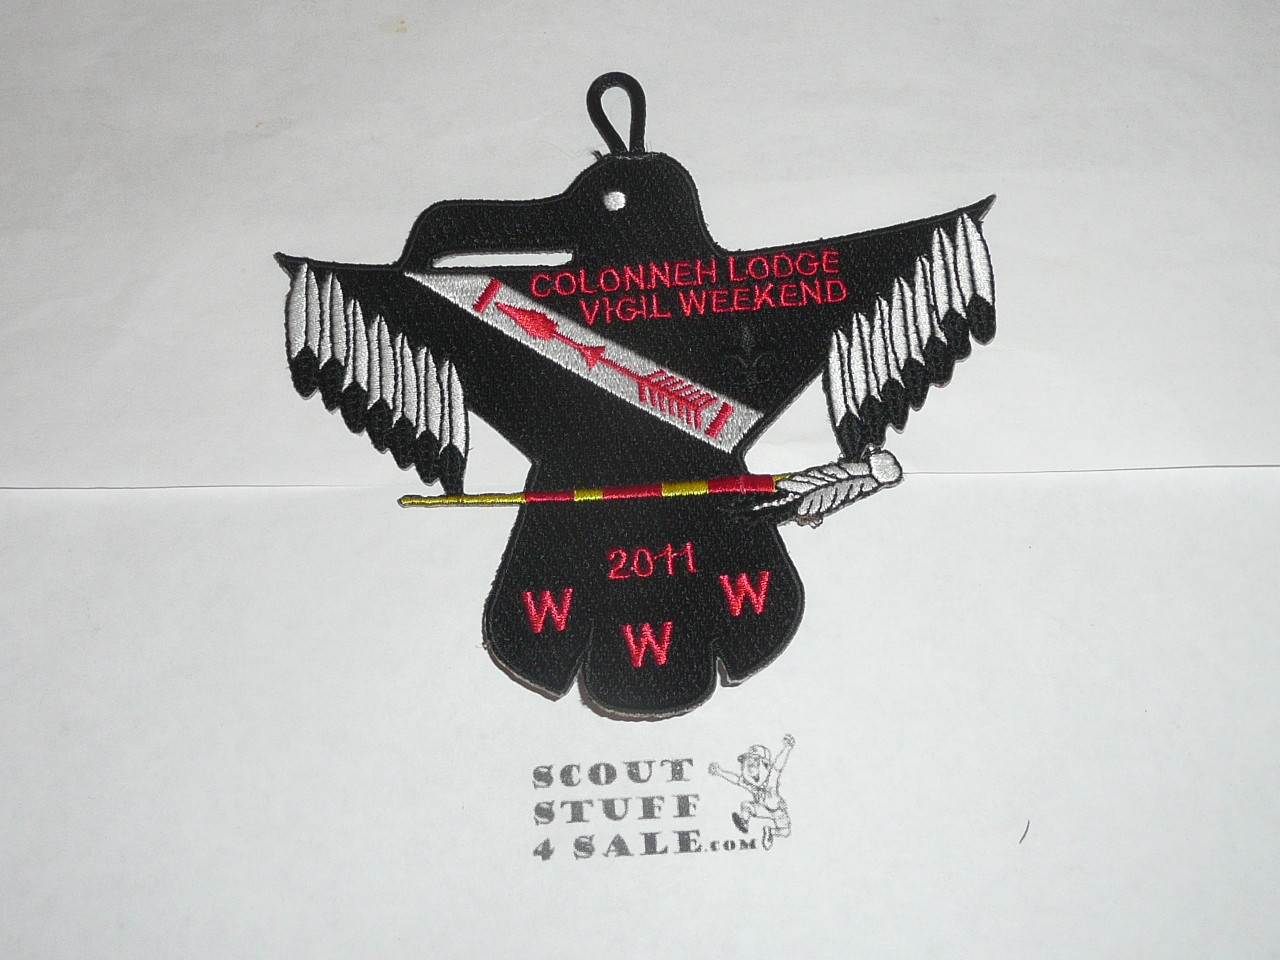 COLONNEH LODGE
VIGIL WEEKEND
2011
W W W
SCOUT
STUFF
4 SALE.COM